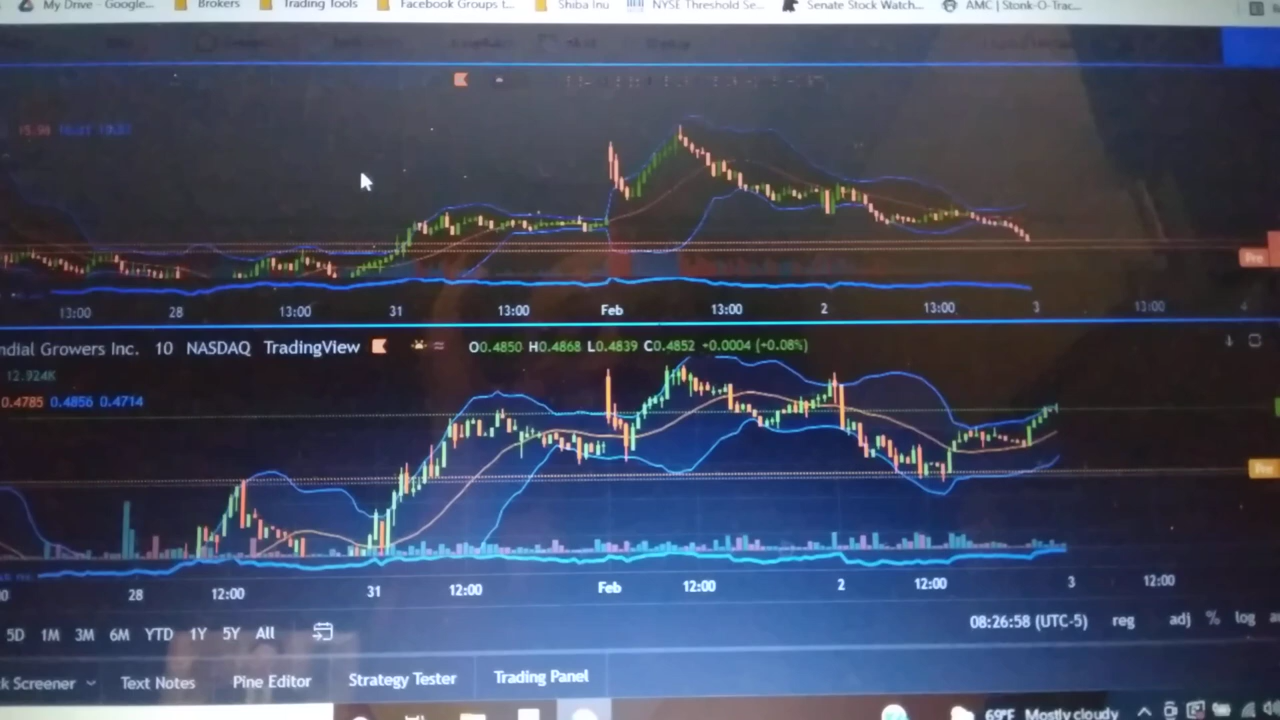 My Drive - Google... Brokers Trading Tools Facebook Groups t... Shiba Inu NYSE Threshold Se... Senate Stock Watch... AMC | Stonk-O-Trac...
13:00 28 13:00 31 13:00 Feb 13:00 2 13:00 3 13:00 4
ndial Growers Inc. 10 NASDAQ TradingView O0.4850 H0.4868 L0.4839 C0.4852 +0.0004 (+0.08%)
12.924K
0.4785 0.4856 0.4714
Pre
28 12:00 31 12:00 Feb 12:00 2 12:00 3 12:00
08:26:58 (UTC-5) reg adj % log
5D 1M 3M 6M YTD 1Y 5Y All
k Screener Text Notes Pine Editor Strategy Tester Trading Panel
69°F Mostly cloudy